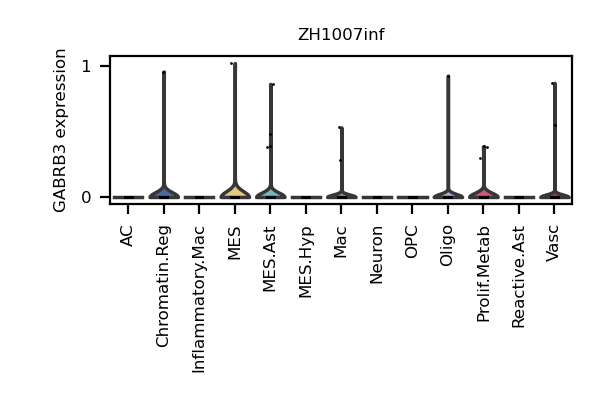 ZH1007inf
GABRB3 expression
1
0
AC
Chromatin.Reg
Inflammatory.Mac
MES
MES.Ast
MES.Hyp
Mac
Neuron
OPC
Oligo
Prolif.Metab
Reactive.Ast
Vasc